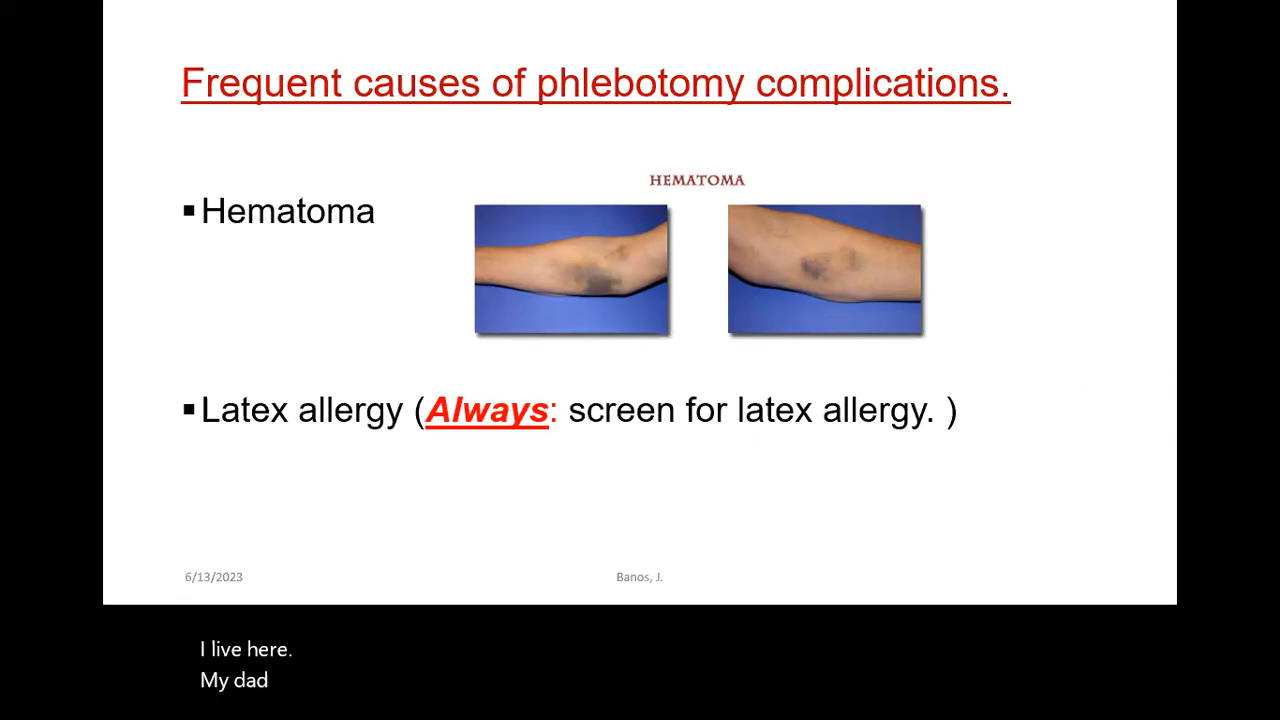 Frequent causes of phlebotomy complications.
HEMATOMA
▪Hematoma
▪Latex allergy (Always: screen for latex allergy. )
6/13/2023
Banos, J.
I live here.
My dad